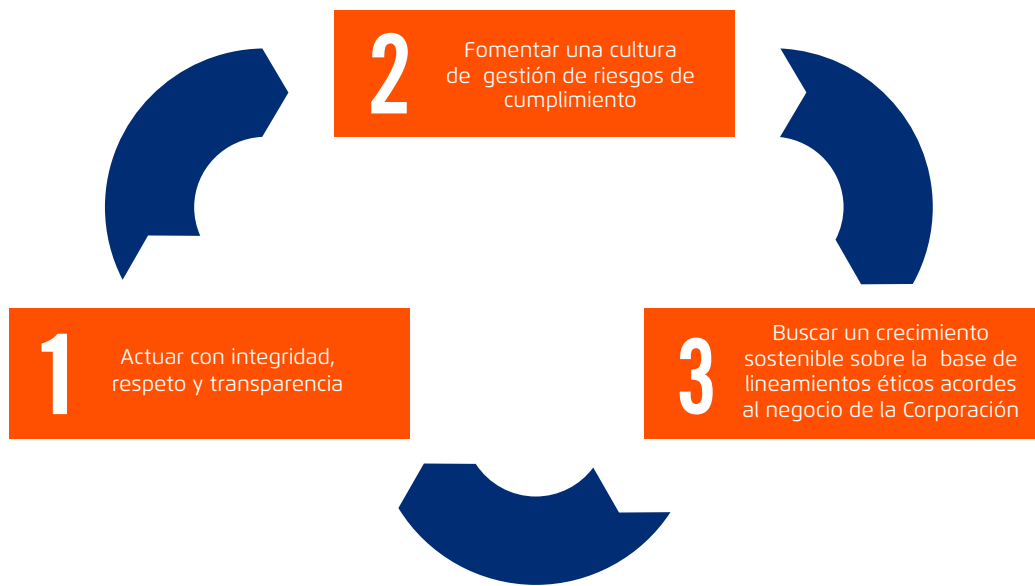 2
Fomentar una cultura
de gestión de riesgos de
cumplimiento
1
Actuar con integridad,
respeto y transparencia
3
Buscar un crecimiento
sostenible sobre la base de
lineamientos éticos acordes
al negocio de la Corporación